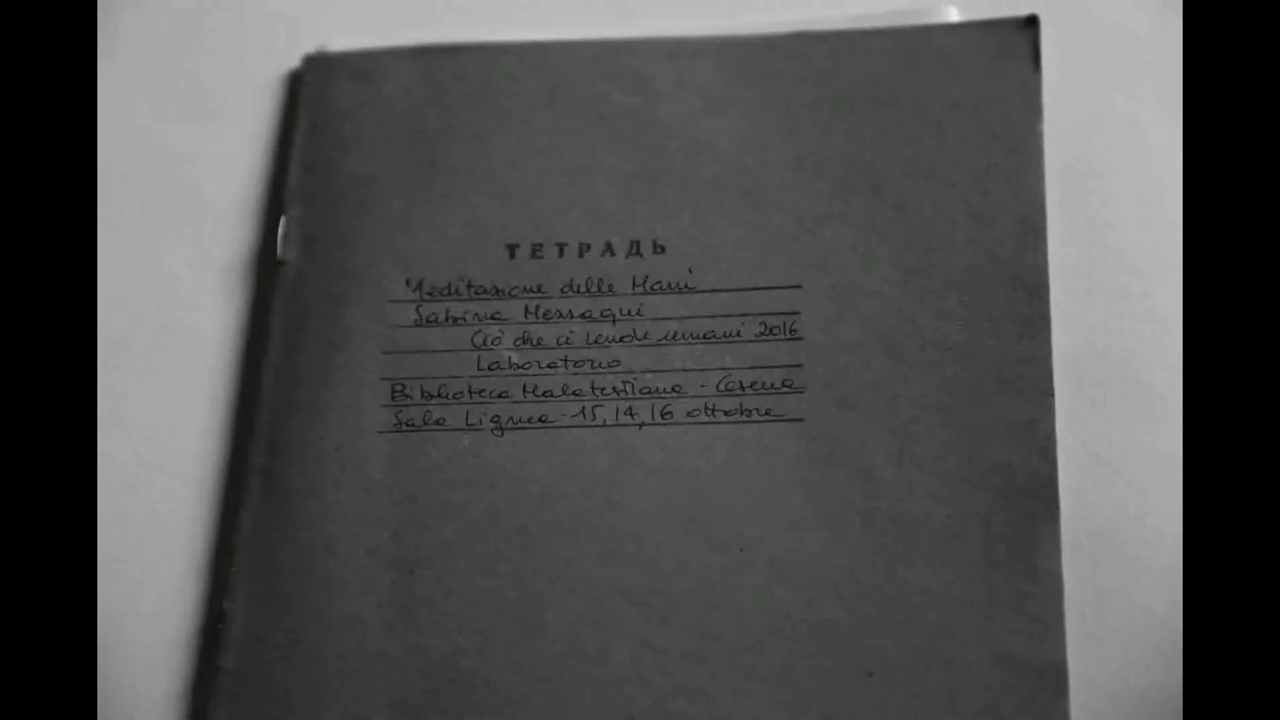 ТЕТРАДЬ
Meditazione delle Mani
Sabina Messaqui
Ciò che ci rende umani 2016
Laboratorio
Biblioteca Malatestiana - Cesena
Sala Lignea - 15, 14, 16 ottobre